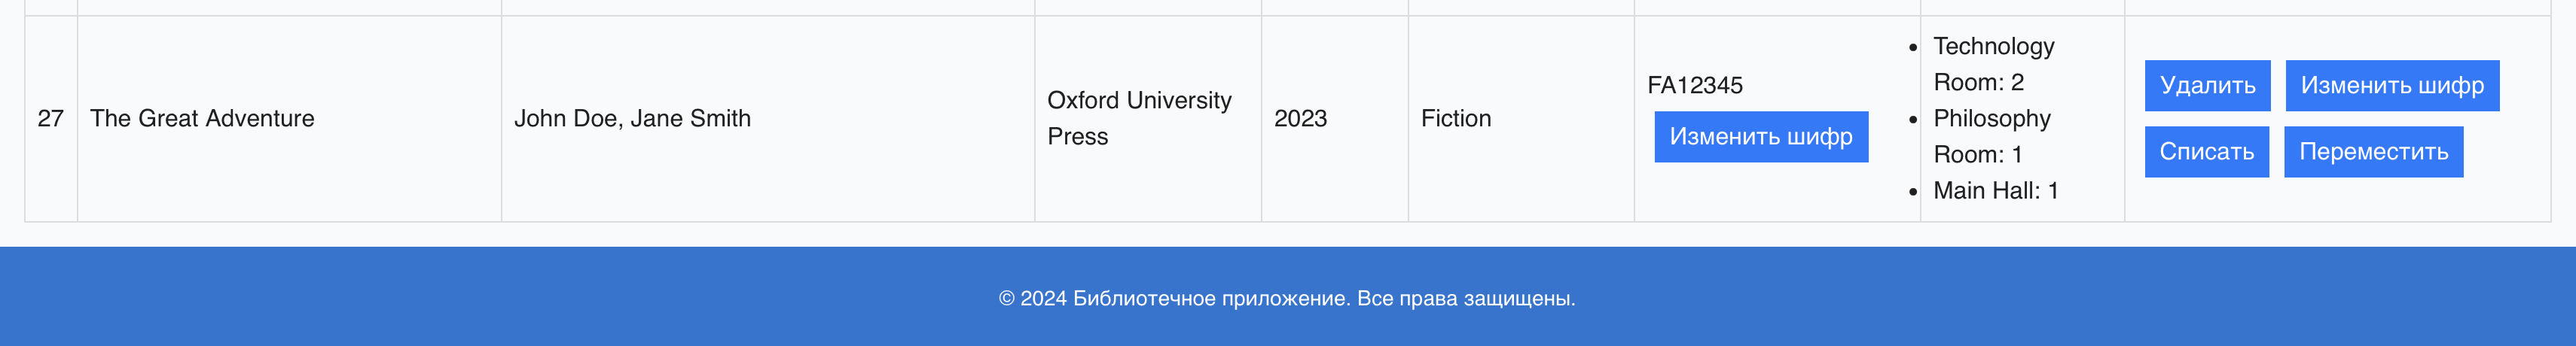 27
The Great Adventure
John Doe, Jane Smith
Oxford University
Press
2023
Fiction
FA12345
Изменить шифр
Technology
Room: 2
Philosophy
Room: 1
Main Hall: 1
Удалить
Изменить шифр
Списать
Переместить
© 2024 Библиотечное приложение. Все права защищены.